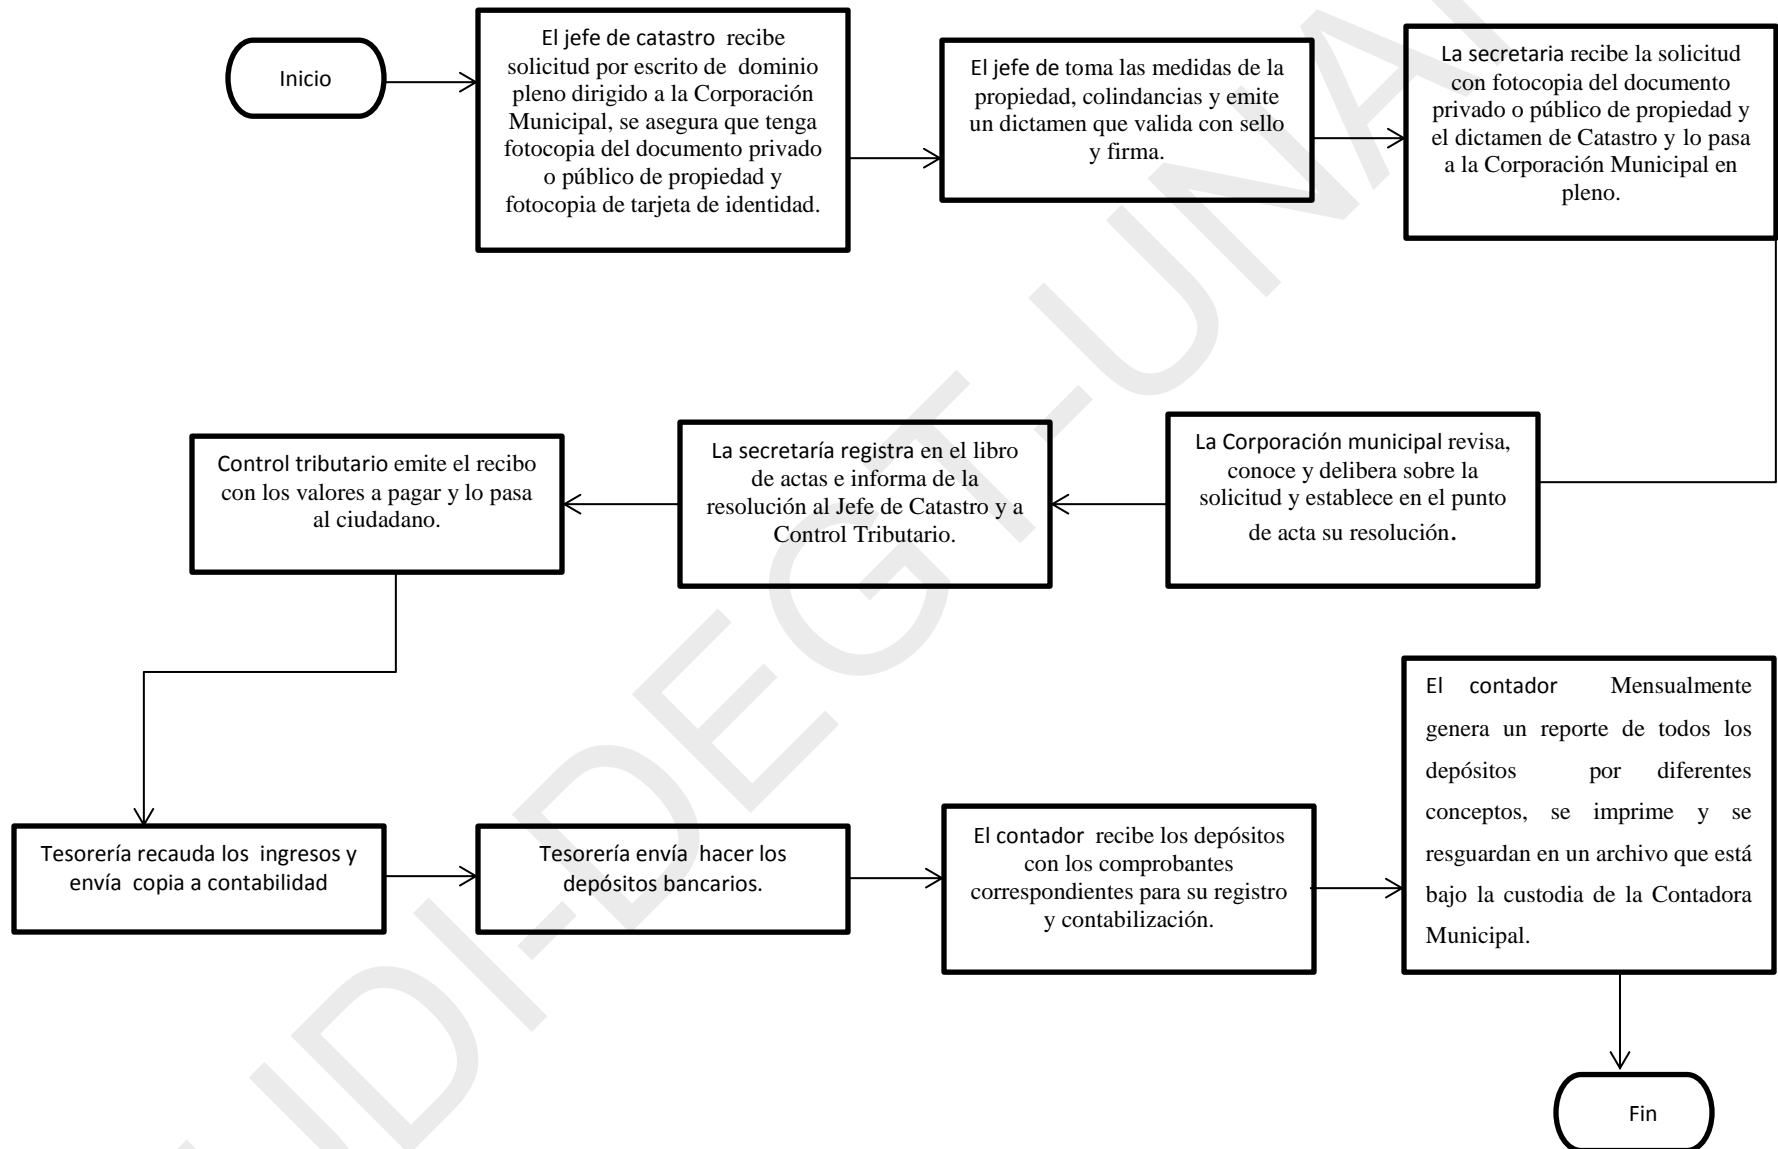 Inicio
El jefe de catastro recibe
solicitud por escrito de dominio
pleno dirigido a la Corporación
Municipal, se asegura que tenga
fotocopia del documento privado
o público de propiedad y
fotocopia de tarjeta de identidad.
El jefe de toma las medidas de la
propiedad, colindancias y emite
un dictamen que valida con sello
y firma.
La secretaria recibe la solicitud
con fotocopia del documento
privado o público de propiedad y
el dictamen de Catastro y lo pasa
a la Corporación Municipal en
pleno.
La Corporación municipal revisa,
conoce y delibera sobre la
solicitud y establece en el punto
de acta su resolución.
La secretaría registra en el libro
de actas e informa de la
resolución al Jefe de Catastro y a
Control Tributario.
Control tributario emite el recibo
con los valores a pagar y lo pasa
al ciudadano.
Tesorería recauda los ingresos y
envía copia a contabilidad
Tesorería envía hacer los
depósitos bancarios.
El contador recibe los depósitos
con los comprobantes
correspondientes para su registro
y contabilización.
El contador Mensualmente
genera un reporte de todos los
depósitos por diferentes
conceptos, se imprime y se
resguardan en un archivo que está
bajo la custodia de la Contadora
Municipal.
Fin
UDI-DEGT-UNA